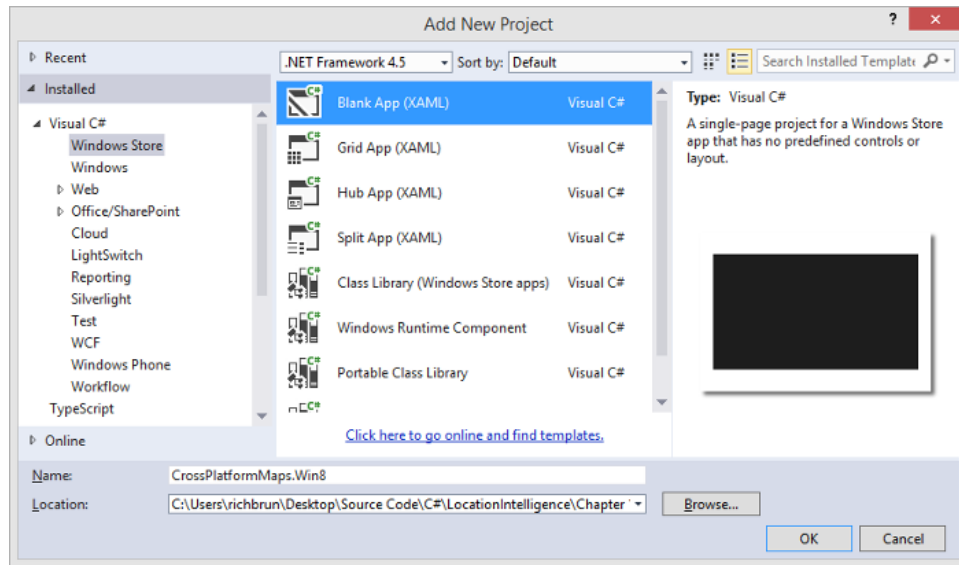 Add New Project
? ×
Recent
.NET Framework 4.5 Sort by: Default Search Installed Template
Installed
Visual C#
Windows Store
Windows
Web
Office/SharePoint
Cloud
LightSwitch
Reporting
Silverlight
Test
WCF
Windows Phone
Workflow
TypeScript
Online
C# Blank App (XAML) Visual C#
C# Grid App (XAML) Visual C#
C# Hub App (XAML) Visual C#
C# Split App (XAML) Visual C#
C# Class Library (Windows Store apps) Visual C#
C# Windows Runtime Component Visual C#
C# Portable Class Library Visual C#
C#
Click here to go online and find templates.
Type: Visual C#
A single-page project for a Windows Store
app that has no predefined controls or
layout.
Name: CrossPlatformMaps.Win8
Location: C:\Users\richbrun\Desktop\Source Code\C#\LocationIntelligence\Chapter Browse...
OK Cancel